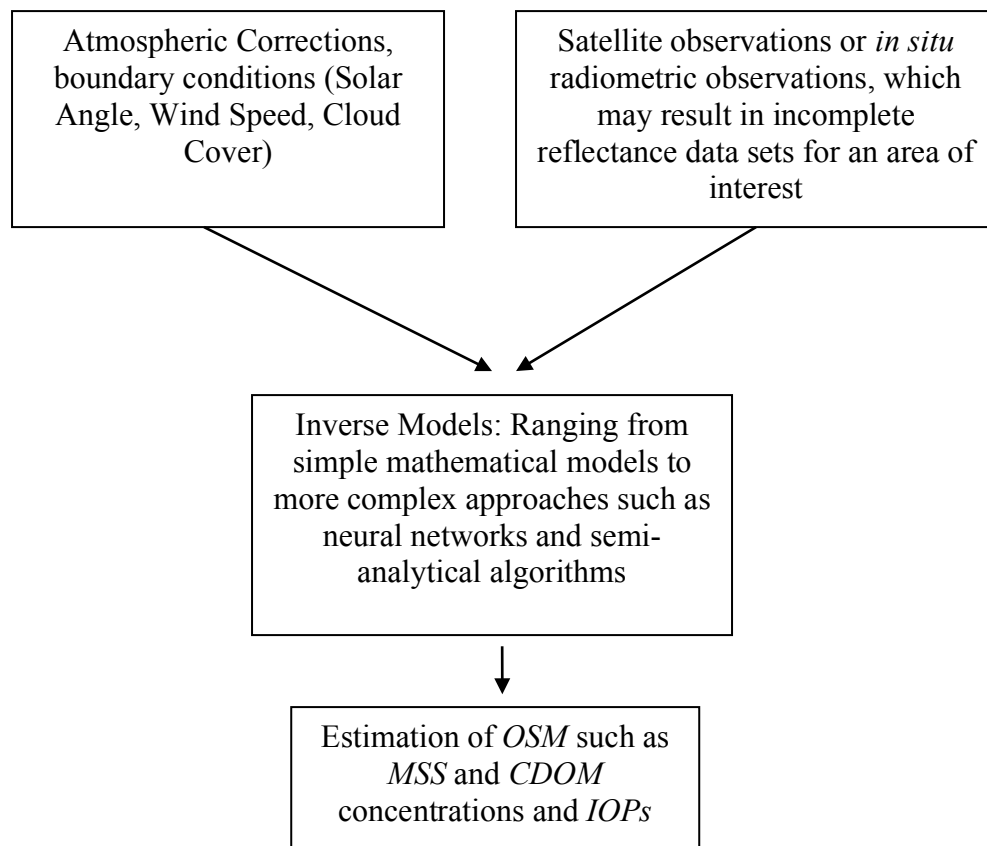 Atmospheric Corrections,
boundary conditions (Solar
Angle, Wind Speed, Cloud
Cover)
Satellite observations or in situ
radiometric observations, which
may result in incomplete
reflectance data sets for an area of
interest
Inverse Models: Ranging from
simple mathematical models to
more complex approaches such as
neural networks and semi-
analytical algorithms
Estimation of OSM such as
MSS and CDOM
concentrations and IOPs